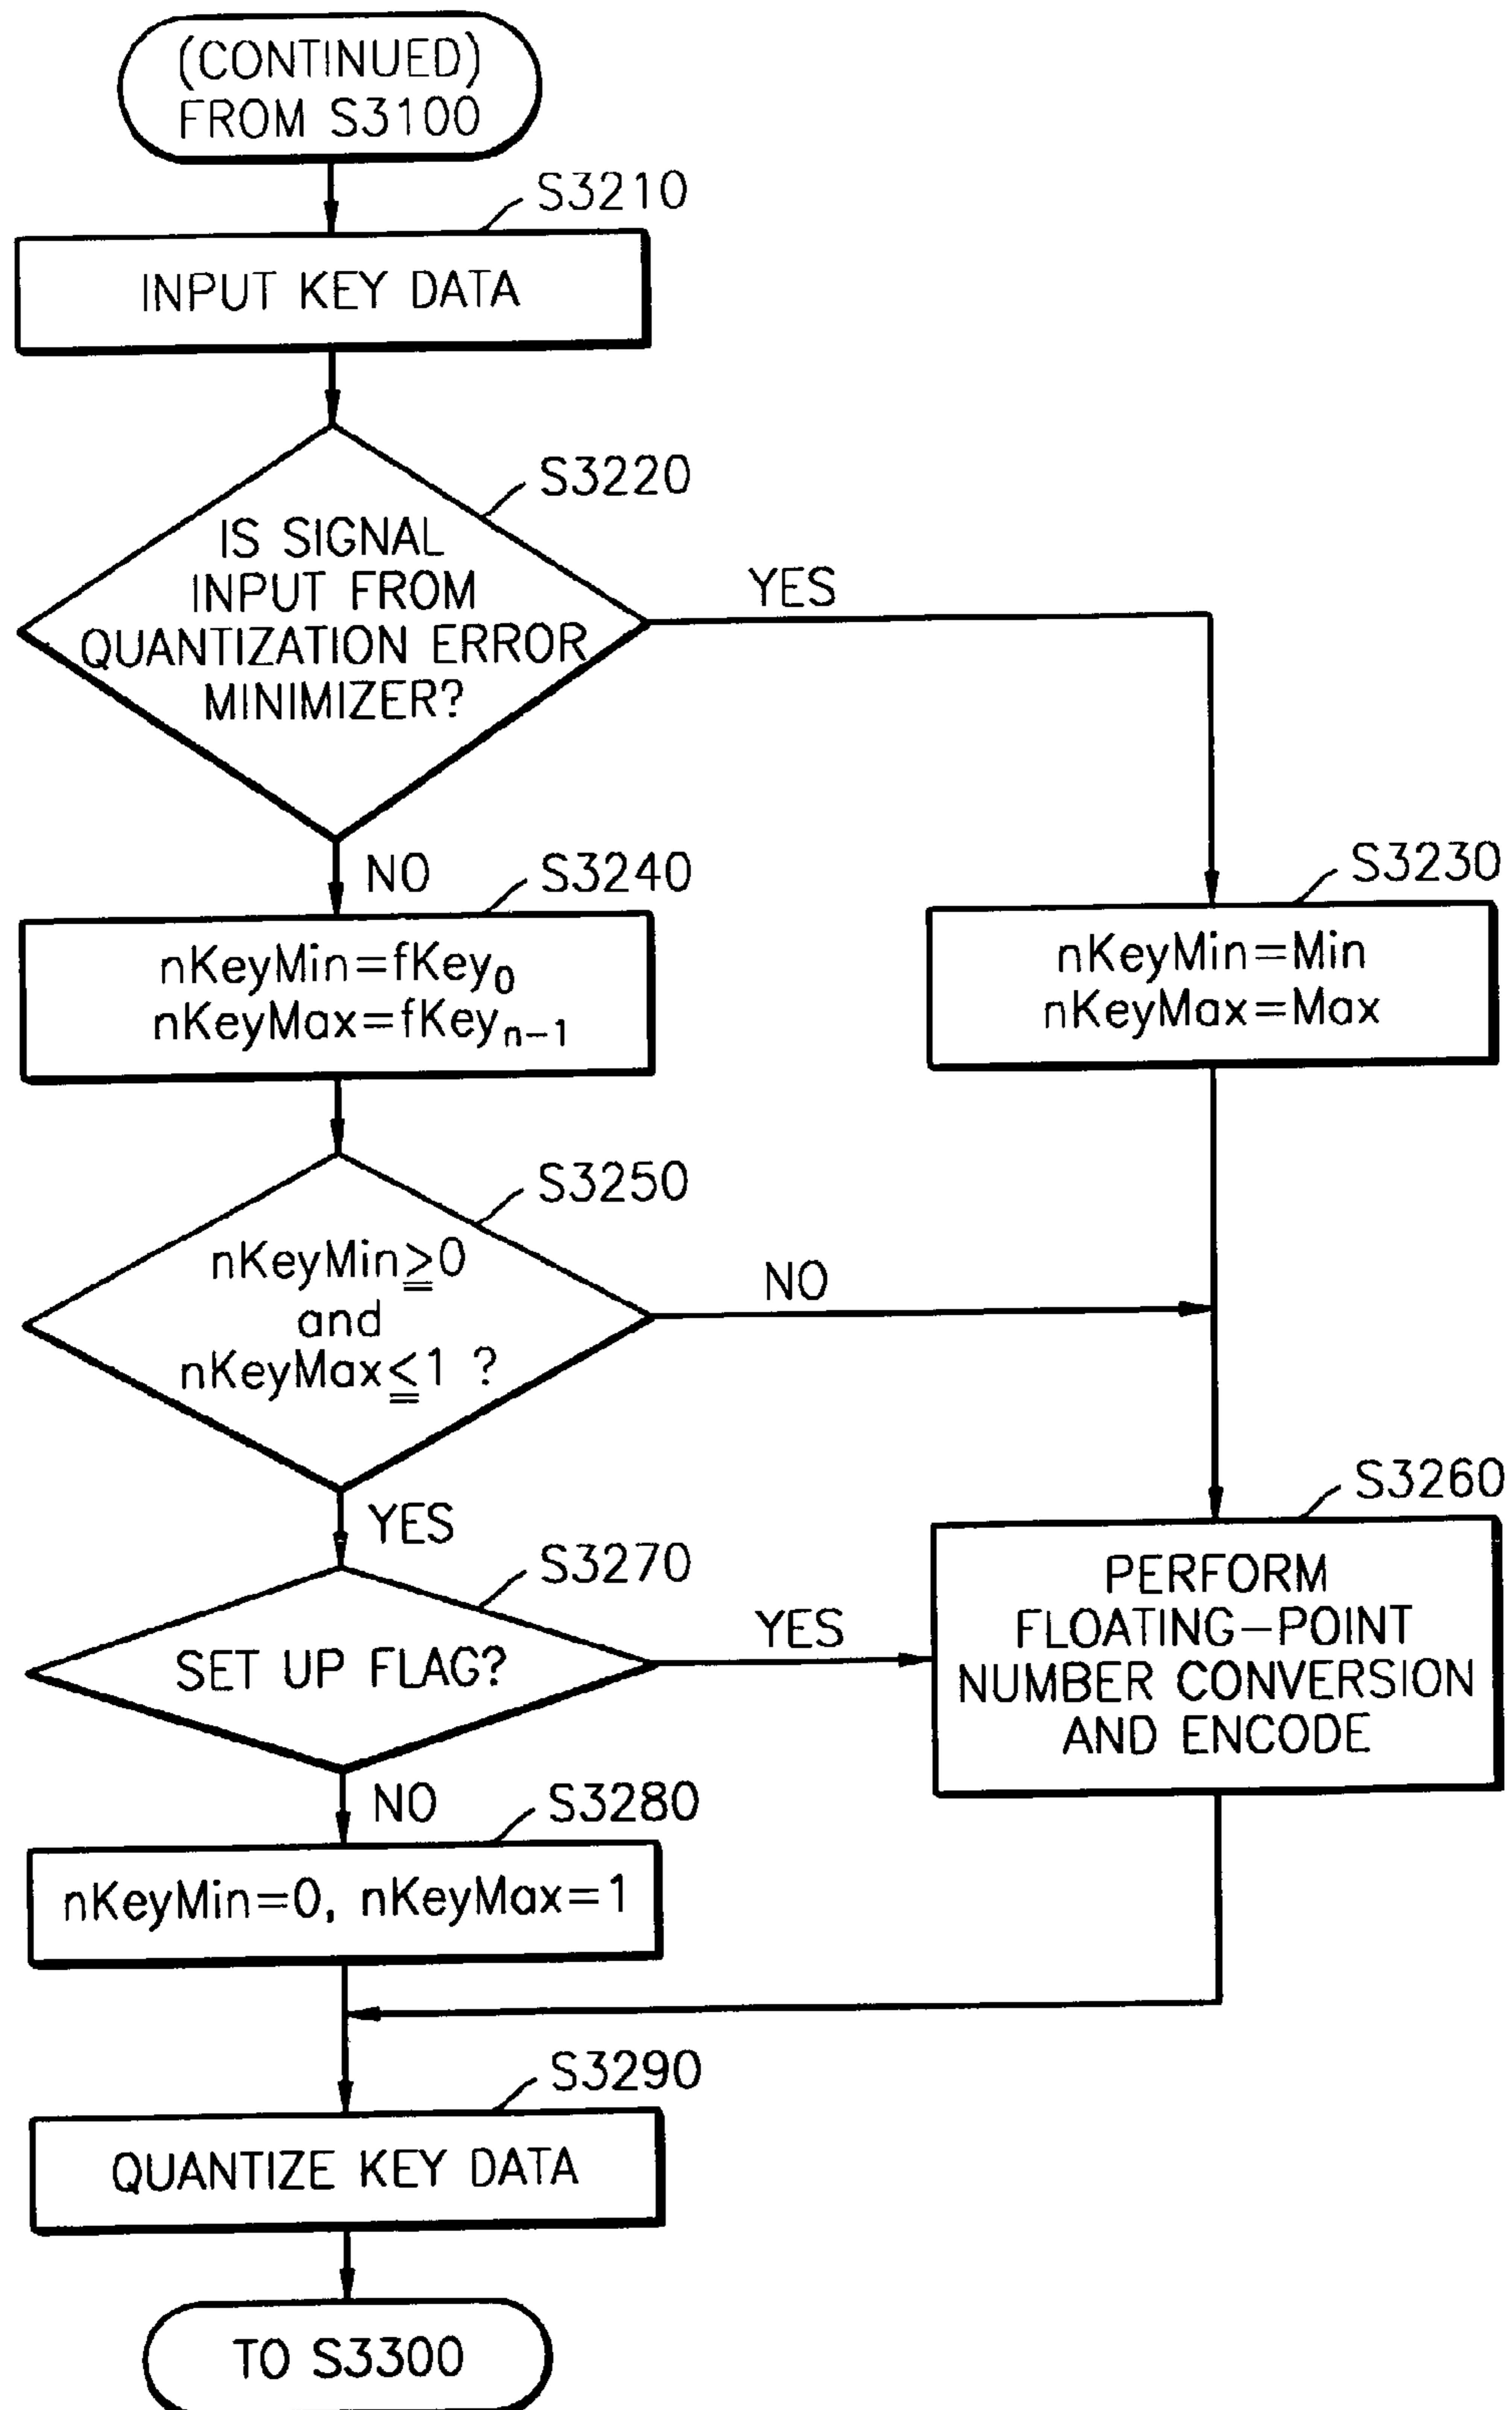 (CONTINUED)
FROM S3100
S3210
INPUT KEY DATA
S3220
IS SIGNAL
INPUT FROM
QUANTIZATION ERROR
MINIMIZER?
YES
NO
S3240
nKeyMin=fKey₀
nKeyMax=fKeyₙ₋₁
S3230
nKeyMin=Min
nKeyMax=Max
S3250
nKeyMin≧0
and
nKeyMax≦1 ?
NO
YES
S3260
PERFORM
FLOATING-POINT
NUMBER CONVERSION
AND ENCODE
S3270
SET UP FLAG?
YES
NO
S3280
nKeyMin=0, nKeyMax=1
S3290
QUANTIZE KEY DATA
TO S3300